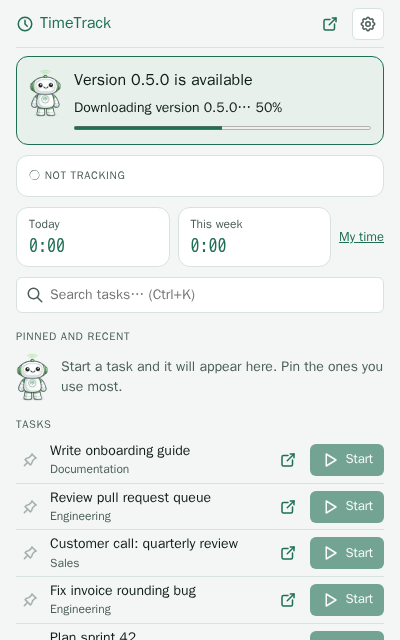 TimeTrack
Version 0.5.0 is available
Downloading version 0.5.0… 50%
NOT TRACKING
Today
0:00
This week
0:00
My time
Search tasks… (Ctrl+K)
PINNED AND RECENT
Start a task and it will appear here. Pin the ones you
use most.
TASKS
Write onboarding guide
Documentation
Start
Review pull request queue
Engineering
Start
Customer call: quarterly review
Sales
Start
Fix invoice rounding bug
Engineering
Start
Plan sprint 42